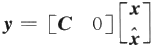 y = [C 0] [x
x̂]